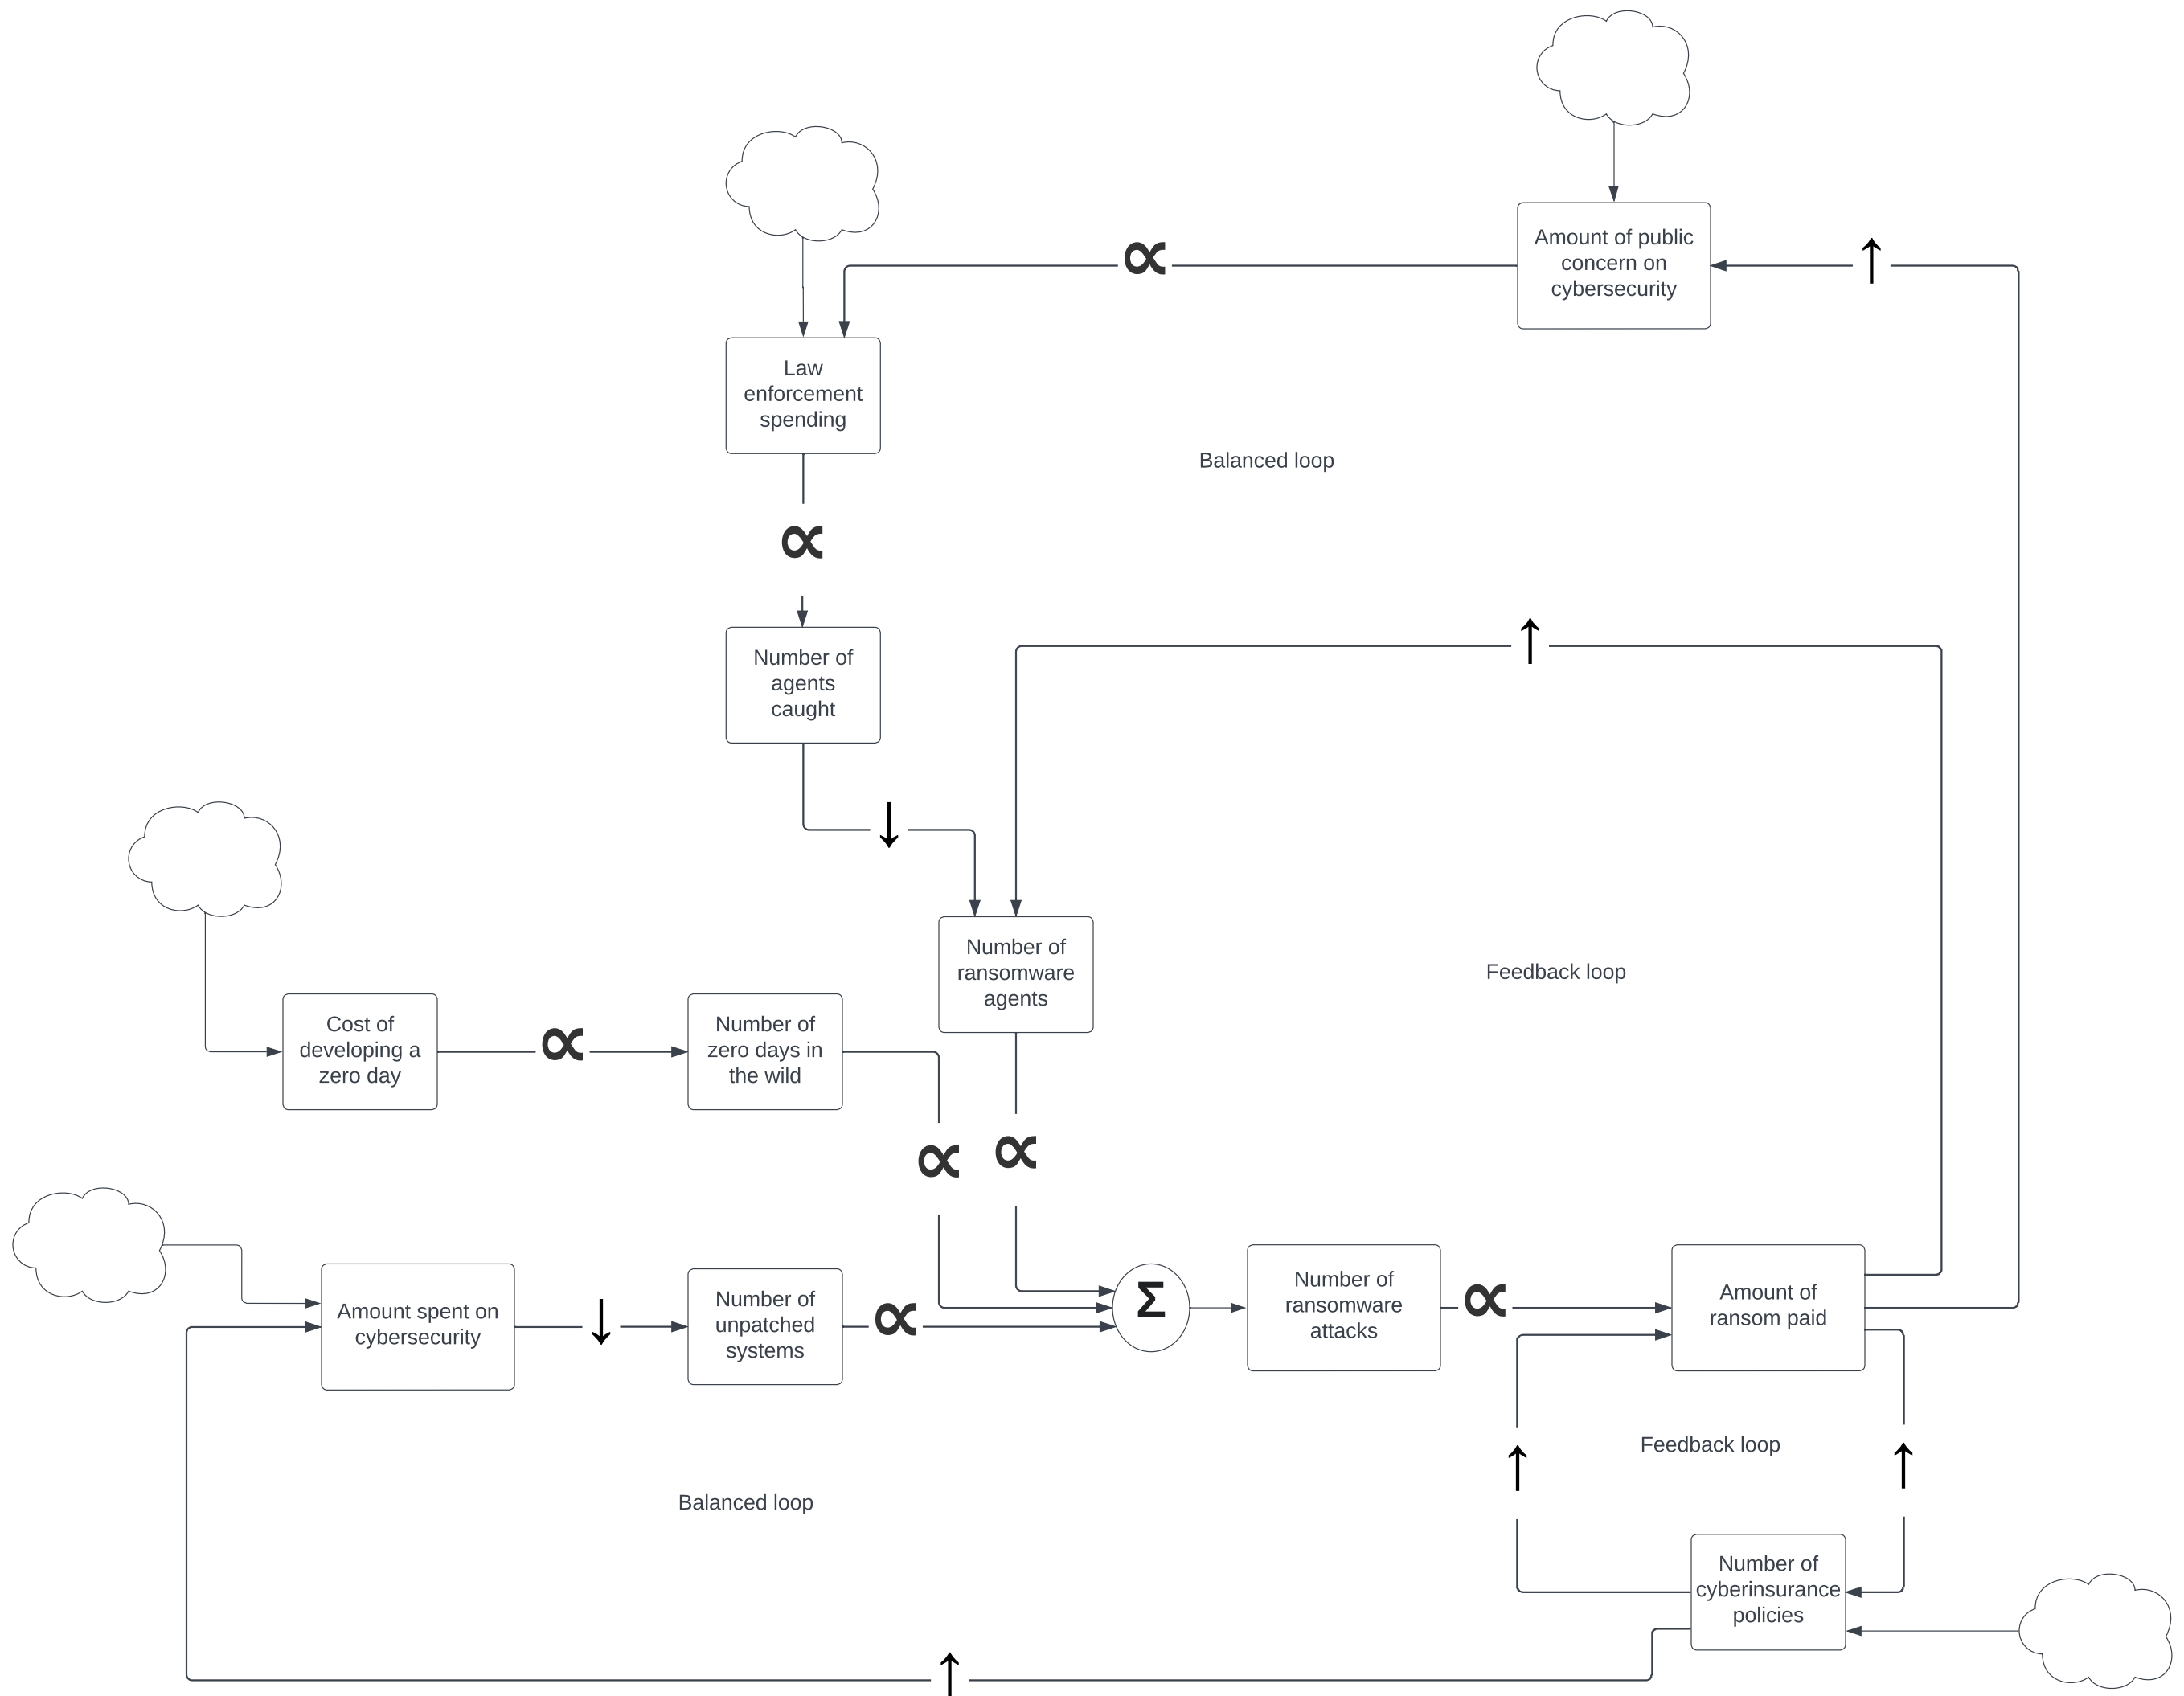 Amount of public
concern on
cybersecurity
∝
↑
Law
enforcement
spending
Balanced loop
∝
↑
Number of
agents
caught
↓
Number of
ransomware
agents
Feedback loop
Cost of
developing a
zero day
∝
Number of
zero days in
the wild
∝
∝
Amount spent on
cybersecurity
↓
Number of
unpatched
systems
∝
Σ
Number of
ransomware
attacks
∝
Amount of
ransom paid
Feedback loop
↑
↑
Balanced loop
Number of
cyberinsurance
policies
↑